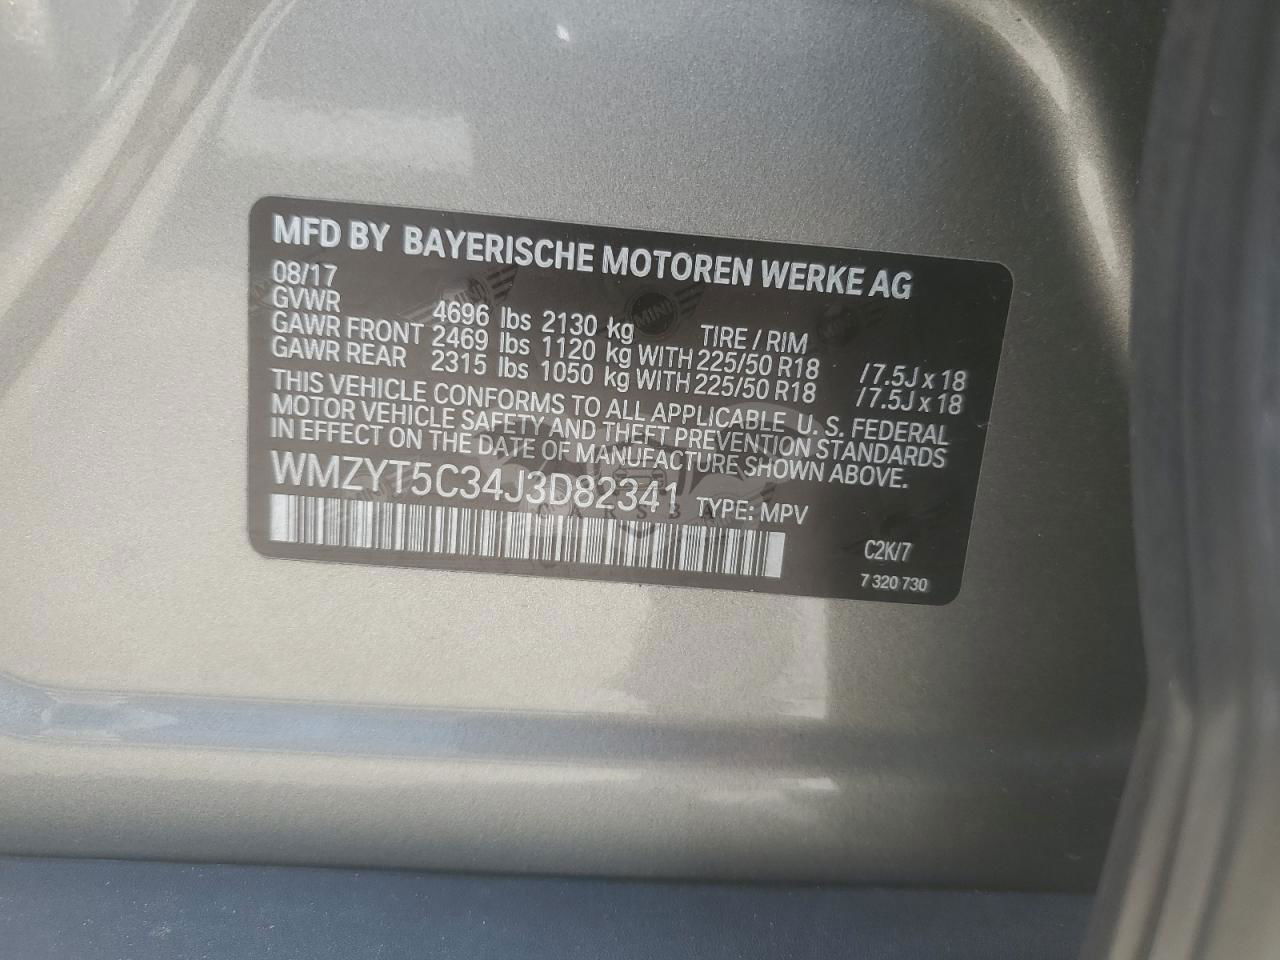 MFD BY BAYERISCHE MOTOREN WERKE AG
08/17
GVWR 4696 lbs 2130 kg TIRE / RIM
GAWR FRONT 2469 lbs 1120 kg WITH 225/50 R18 / 7.5J x 18
GAWR REAR 2315 lbs 1050 kg WITH 225/50 R18 / 7.5J x 18
THIS VEHICLE CONFORMS TO ALL APPLICABLE U. S. FEDERAL
MOTOR VEHICLE SAFETY AND THEFT PREVENTION STANDARDS
IN EFFECT ON THE DATE OF MANUFACTURE SHOWN ABOVE.
WMZYT5C34J3D82341 TYPE: MPV
C2K/7
7 320 730
MINI